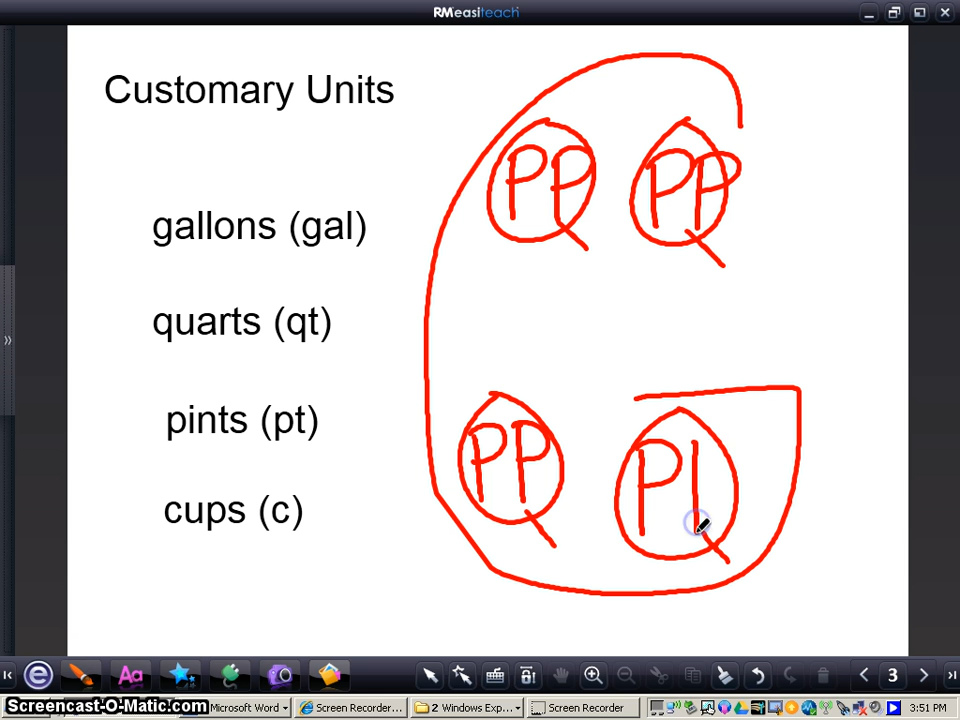 RMeasiteach
Customary Units
PP PP
Q Q
gallons (gal)
quarts (qt)
pints (pt)
PP P
Q Q
cups (c)
Aa
3
Screencast-O-Matic.com
Microsoft Word
Screen Recorder...
2 Windows Exp...
Screen Recorder
3:51 PM